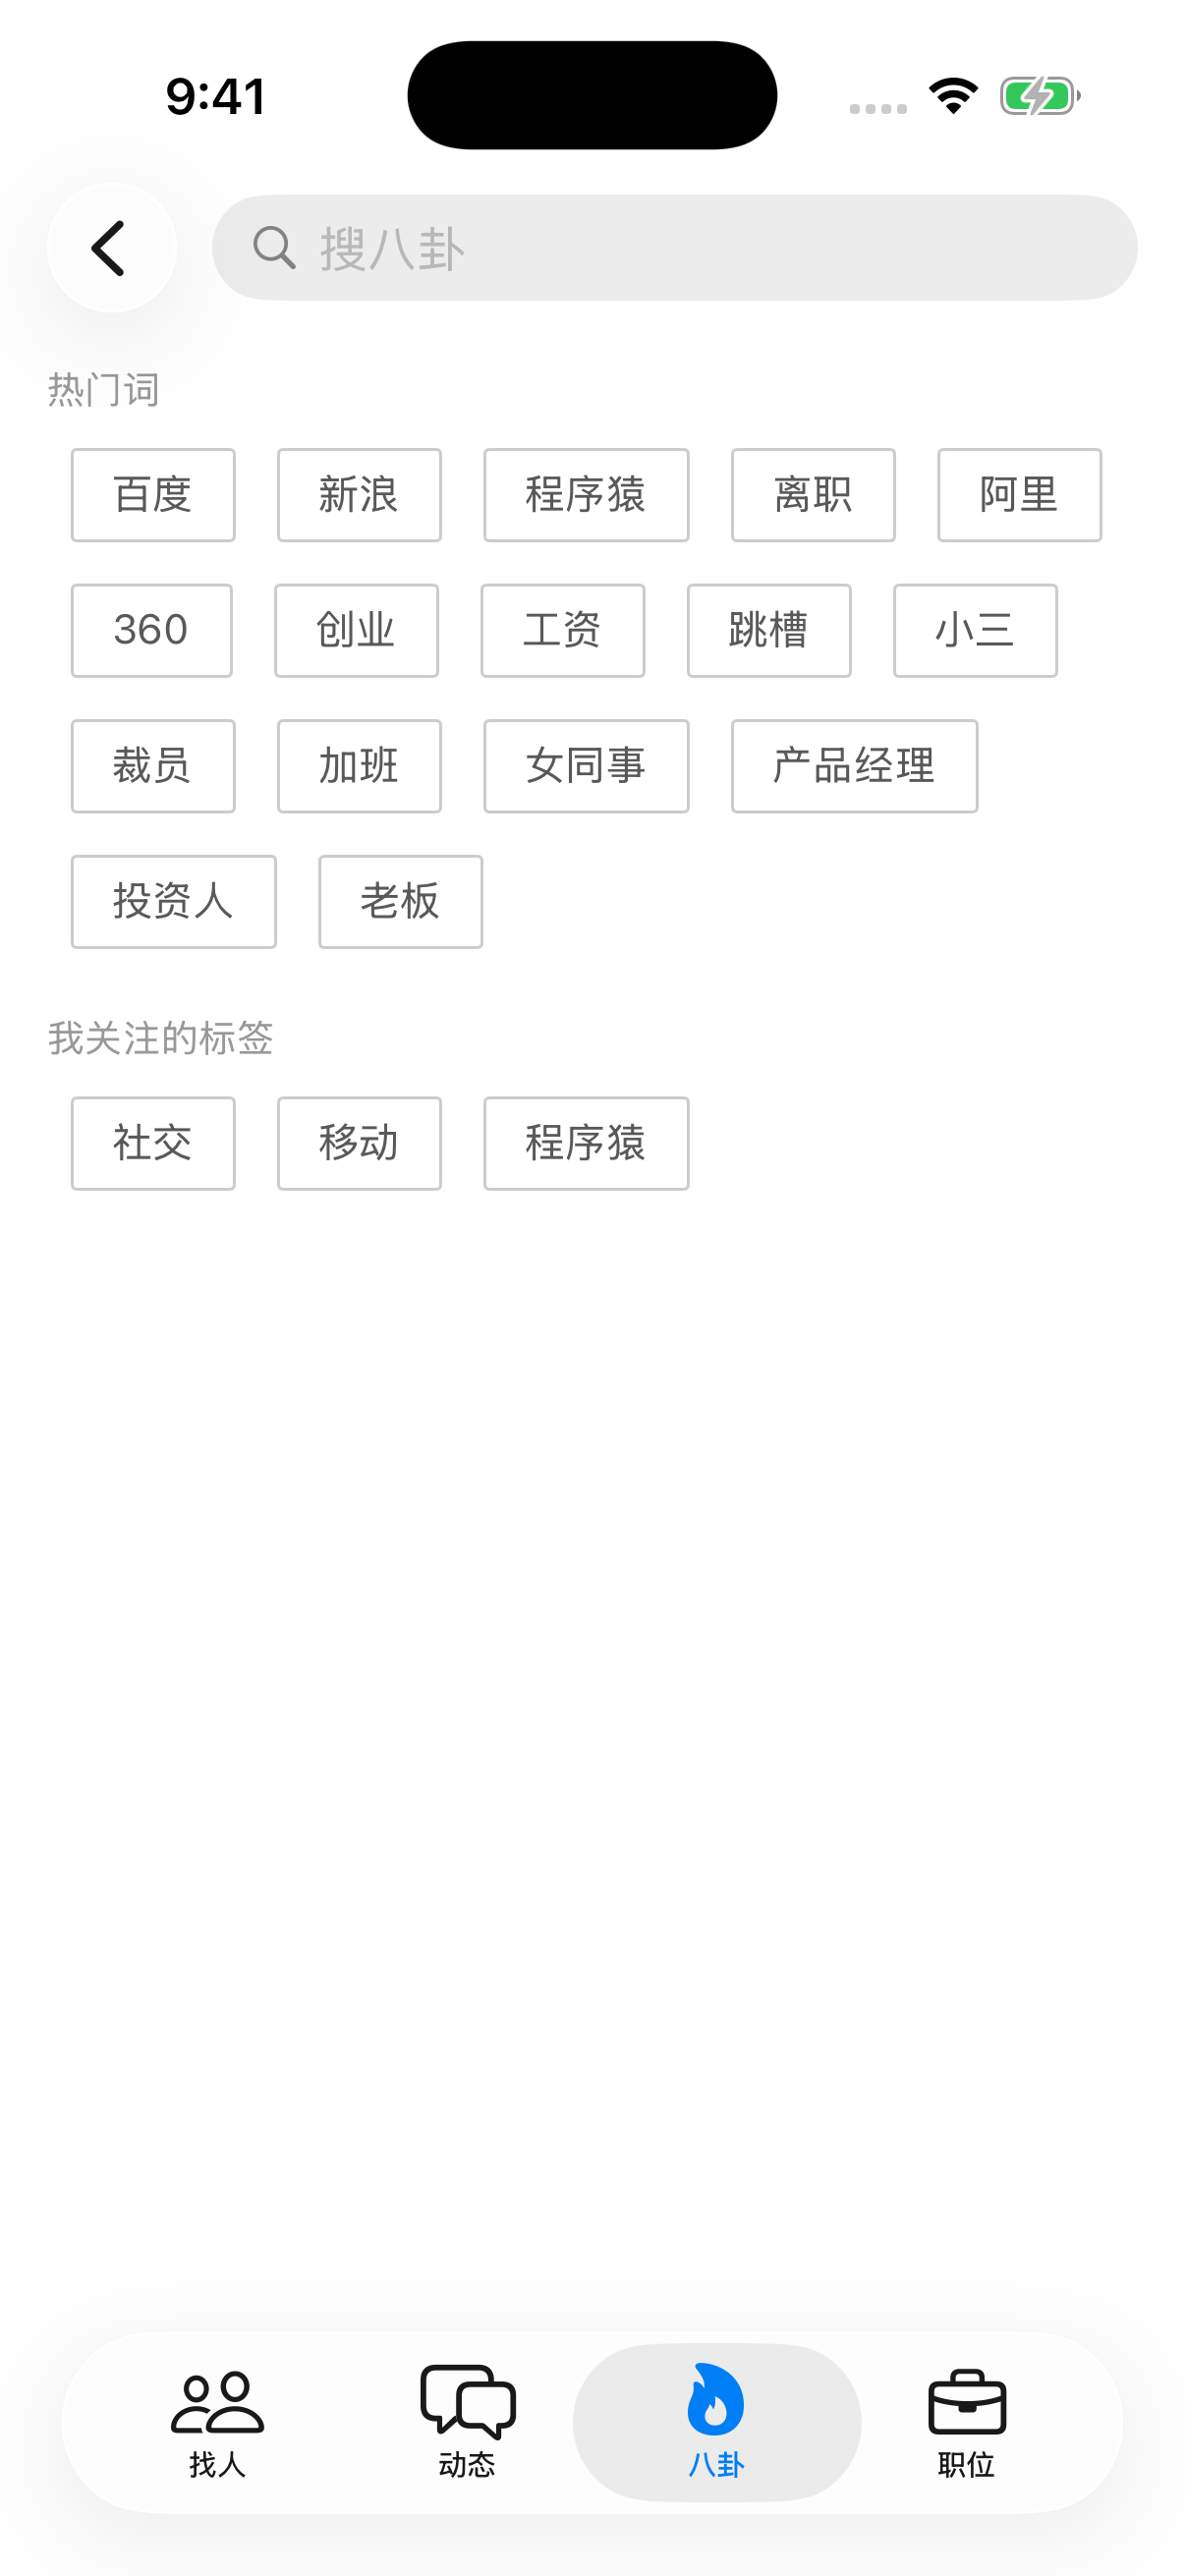 9:41
搜八卦
热门词
百度 新浪 程序猿 离职 阿里
360 创业 工资 跳槽 小三
裁员 加班 女同事 产品经理
投资人 老板
我关注的标签
社交 移动 程序猿
找人 动态 八卦 职位